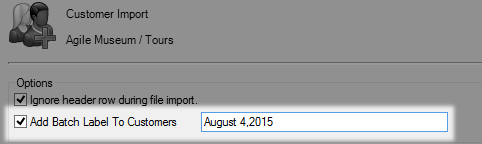 Customer Import
Agile Museum / Tours
Options
Ignore header row during file import.
Add Batch Label To Customers August 4,2015